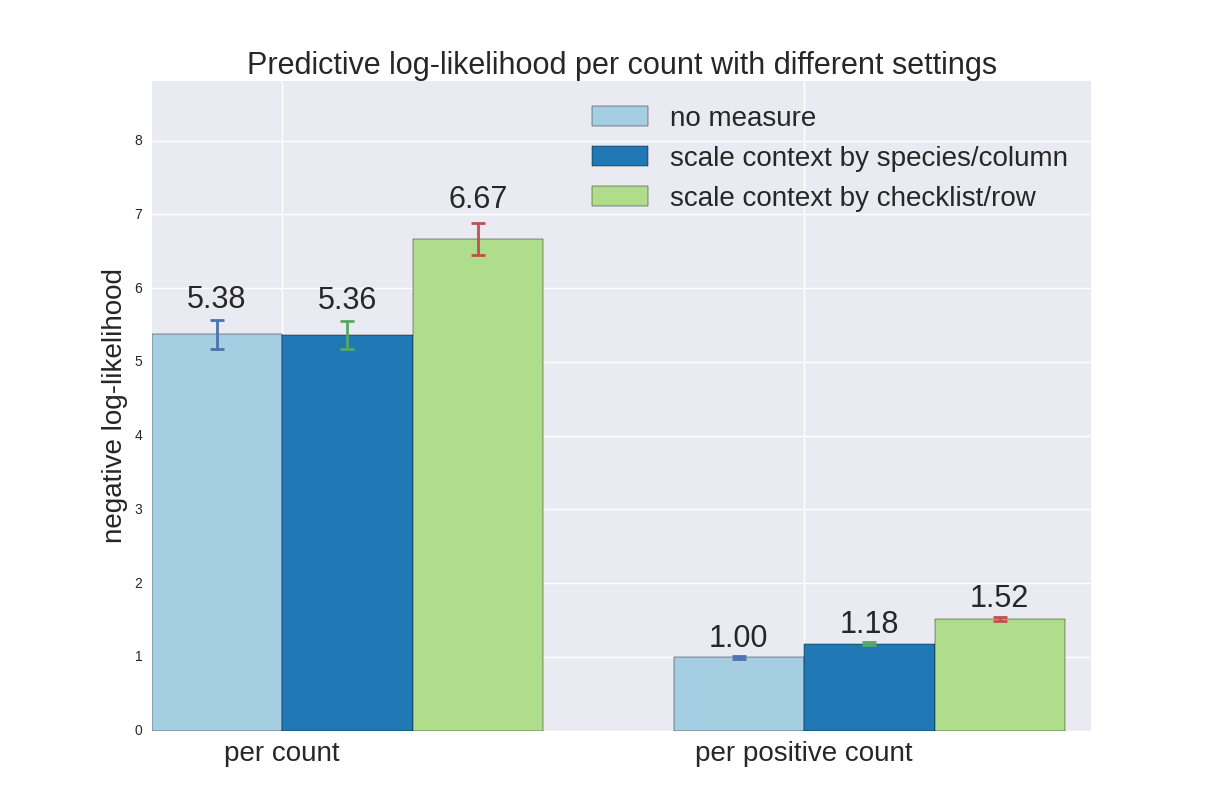 Predictive log-likelihood per count with different settings
no measure
scale context by species/column
scale context by checklist/row
negative log-likelihood
8
7
6
5
4
3
2
1
0
5.38
5.36
6.67
1.00
1.18
1.52
per count
per positive count